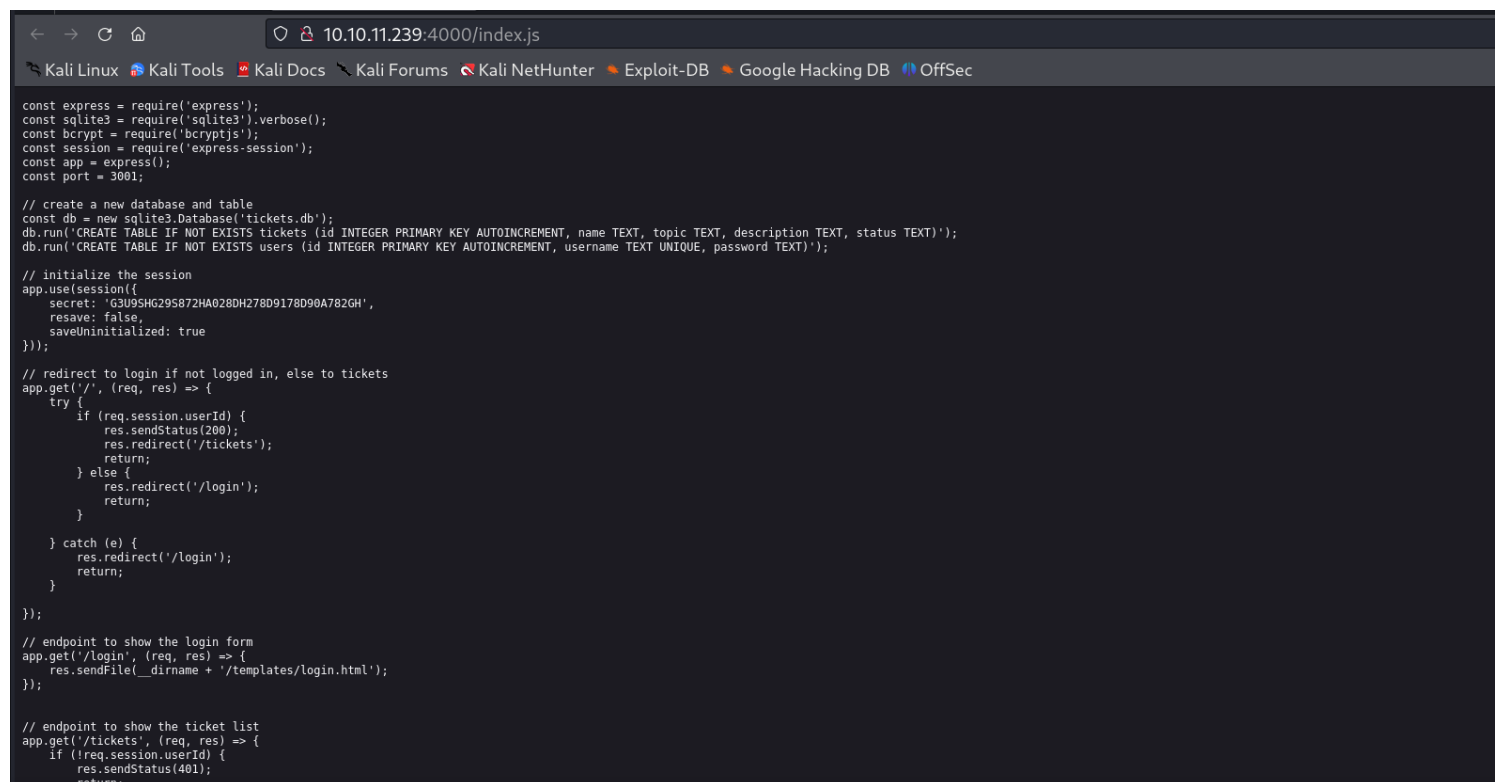 10.10.11.239:4000/index.js
Kali Linux Kali Tools Kali Docs Kali Forums Kali NetHunter Exploit-DB Google Hacking DB OffSec
const express = require('express');
const sqlite3 = require('sqlite3').verbose();
const bcrypt = require('bcryptjs');
const session = require('express-session');
const app = express();
const port = 3001;
// create a new database and table
const db = new sqlite3.Database('tickets.db');
db.run('CREATE TABLE IF NOT EXISTS tickets (id INTEGER PRIMARY KEY AUTOINCREMENT, name TEXT, topic TEXT, description TEXT, status TEXT)');
db.run('CREATE TABLE IF NOT EXISTS users (id INTEGER PRIMARY KEY AUTOINCREMENT, username TEXT UNIQUE, password TEXT)');
// initialize the session
app.use(session({
    secret: 'G3U9SHG29S872HA028DH278D9178D90A782GH',
    resave: false,
    saveUninitialized: true
}));
// redirect to login if not logged in, else to tickets
app.get('/', (req, res) => {
    try {
        if (req.session.userId) {
            res.sendStatus(200);
            res.redirect('/tickets');
            return;
        } else {
            res.redirect('/login');
            return;
        }
    } catch (e) {
        res.redirect('/login');
        return;
    }
});
// endpoint to show the login form
app.get('/login', (req, res) => {
    res.sendFile(__dirname + '/templates/login.html');
});
// endpoint to show the ticket list
app.get('/tickets', (req, res) => {
    if (!req.session.userId) {
        res.sendStatus(401);
        return;